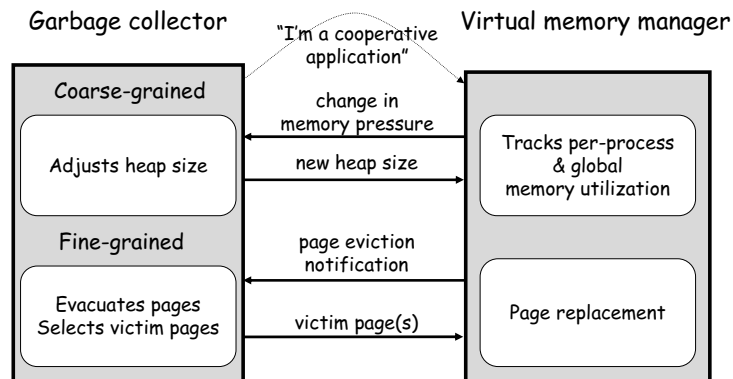 Garbage collector
Virtual memory manager
“I’m a cooperative
application”
Coarse-grained
change in
memory pressure
Adjusts heap size
new heap size
Tracks per-process
& global
memory utilization
Fine-grained
page eviction
notification
Evacuates pages
Selects victim pages
victim page(s)
Page replacement